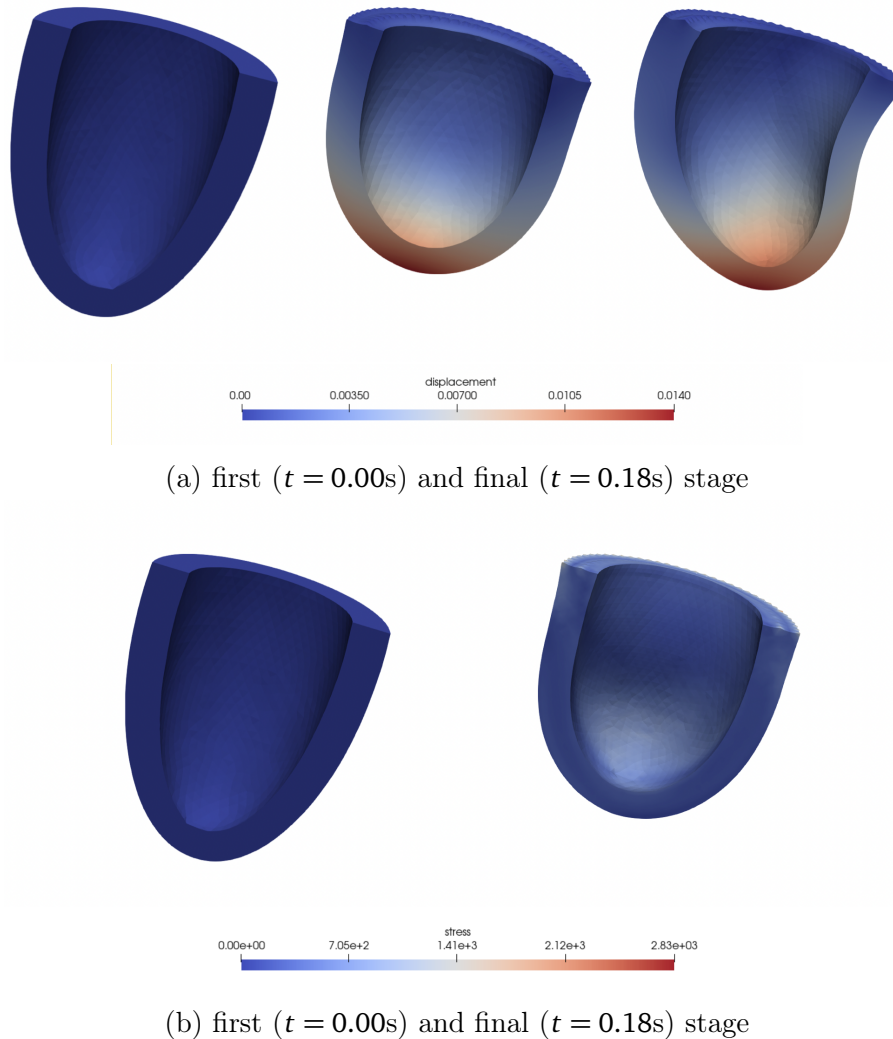 displacement
0.00 0.00350 0.00700 0.0105 0.0140
(a) first (t = 0.00s) and final (t = 0.18s) stage
stress
0.00e+00 7.05e+2 1.41e+3 2.12e+3 2.83e+03
(b) first (t = 0.00s) and final (t = 0.18s) stage